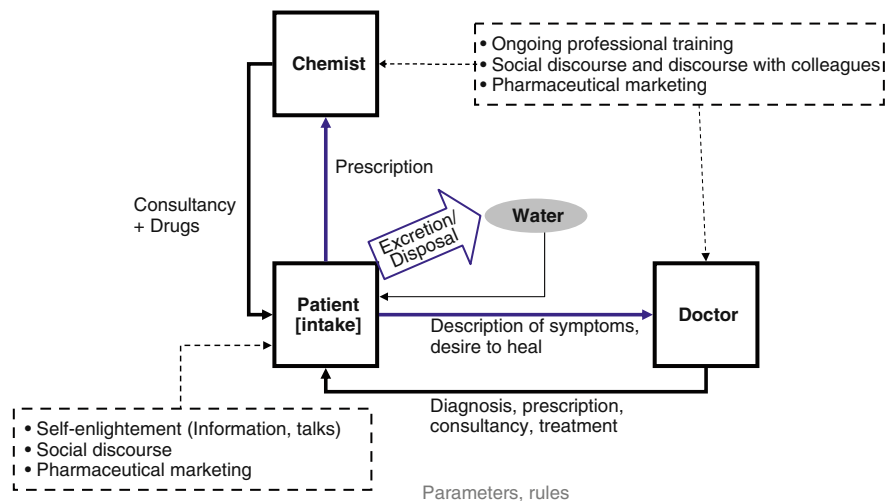 Chemist
• Ongoing professional training
• Social discourse and discourse with colleagues
• Pharmaceutical marketing
Prescription
Consultancy
+ Drugs
Excretion/
Disposal
Water
Patient
[intake]
Description of symptoms,
desire to heal
Doctor
Diagnosis, prescription,
consultancy, treatment
• Self-enlightement (Information, talks)
• Social discourse
• Pharmaceutical marketing
Parameters, rules